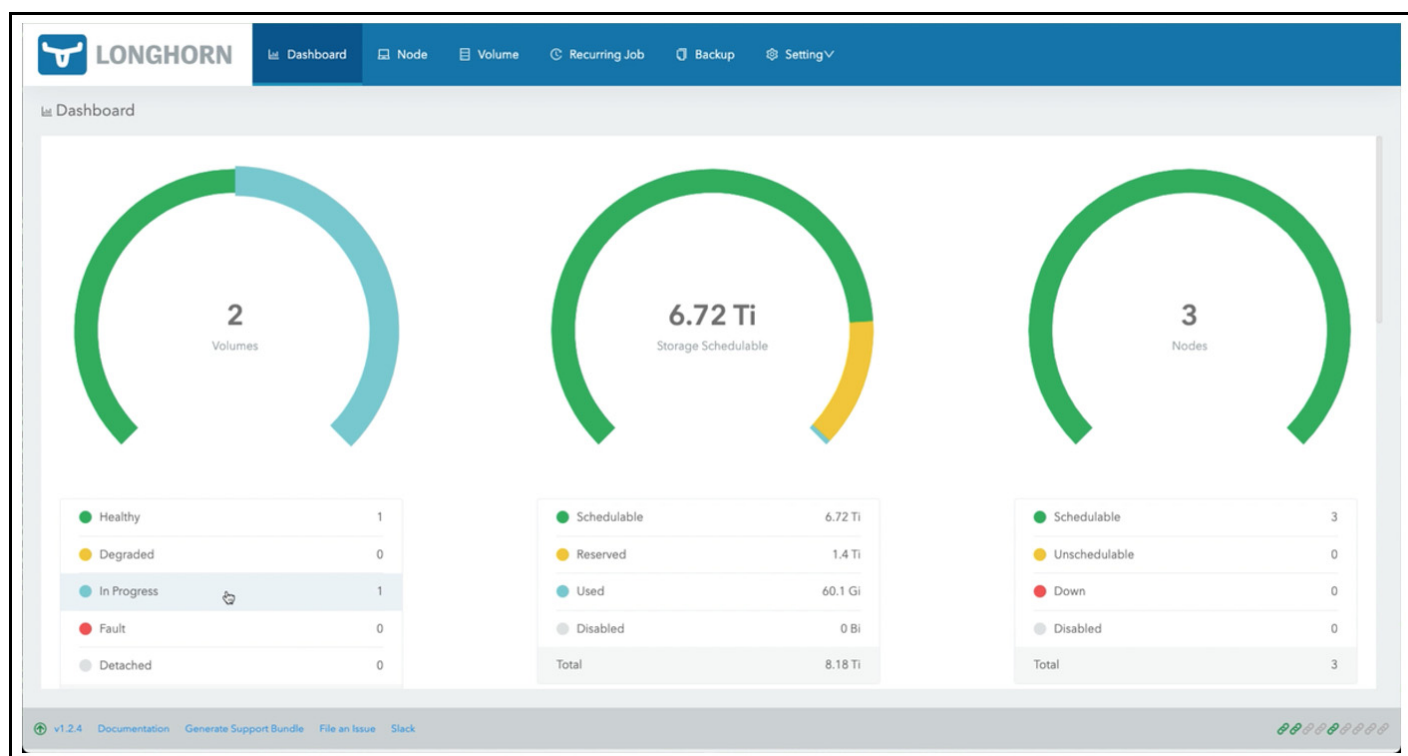 LONGHORN Dashboard Node Volume Recurring Job Backup Setting
Dashboard
2
Volumes
6.72 Ti
Storage Schedulable
3
Nodes
Healthy 1
Degraded 0
In Progress 1
Fault 0
Detached 0
Schedulable 6.72 Ti
Reserved 1.4 Ti
Used 60.1 Gi
Disabled 0 Bi
Total 8.18 Ti
Schedulable 3
Unschedulable 0
Down 0
Disabled 0
Total 3
v1.2.4 Documentation Generate Support Bundle File an Issue Slack